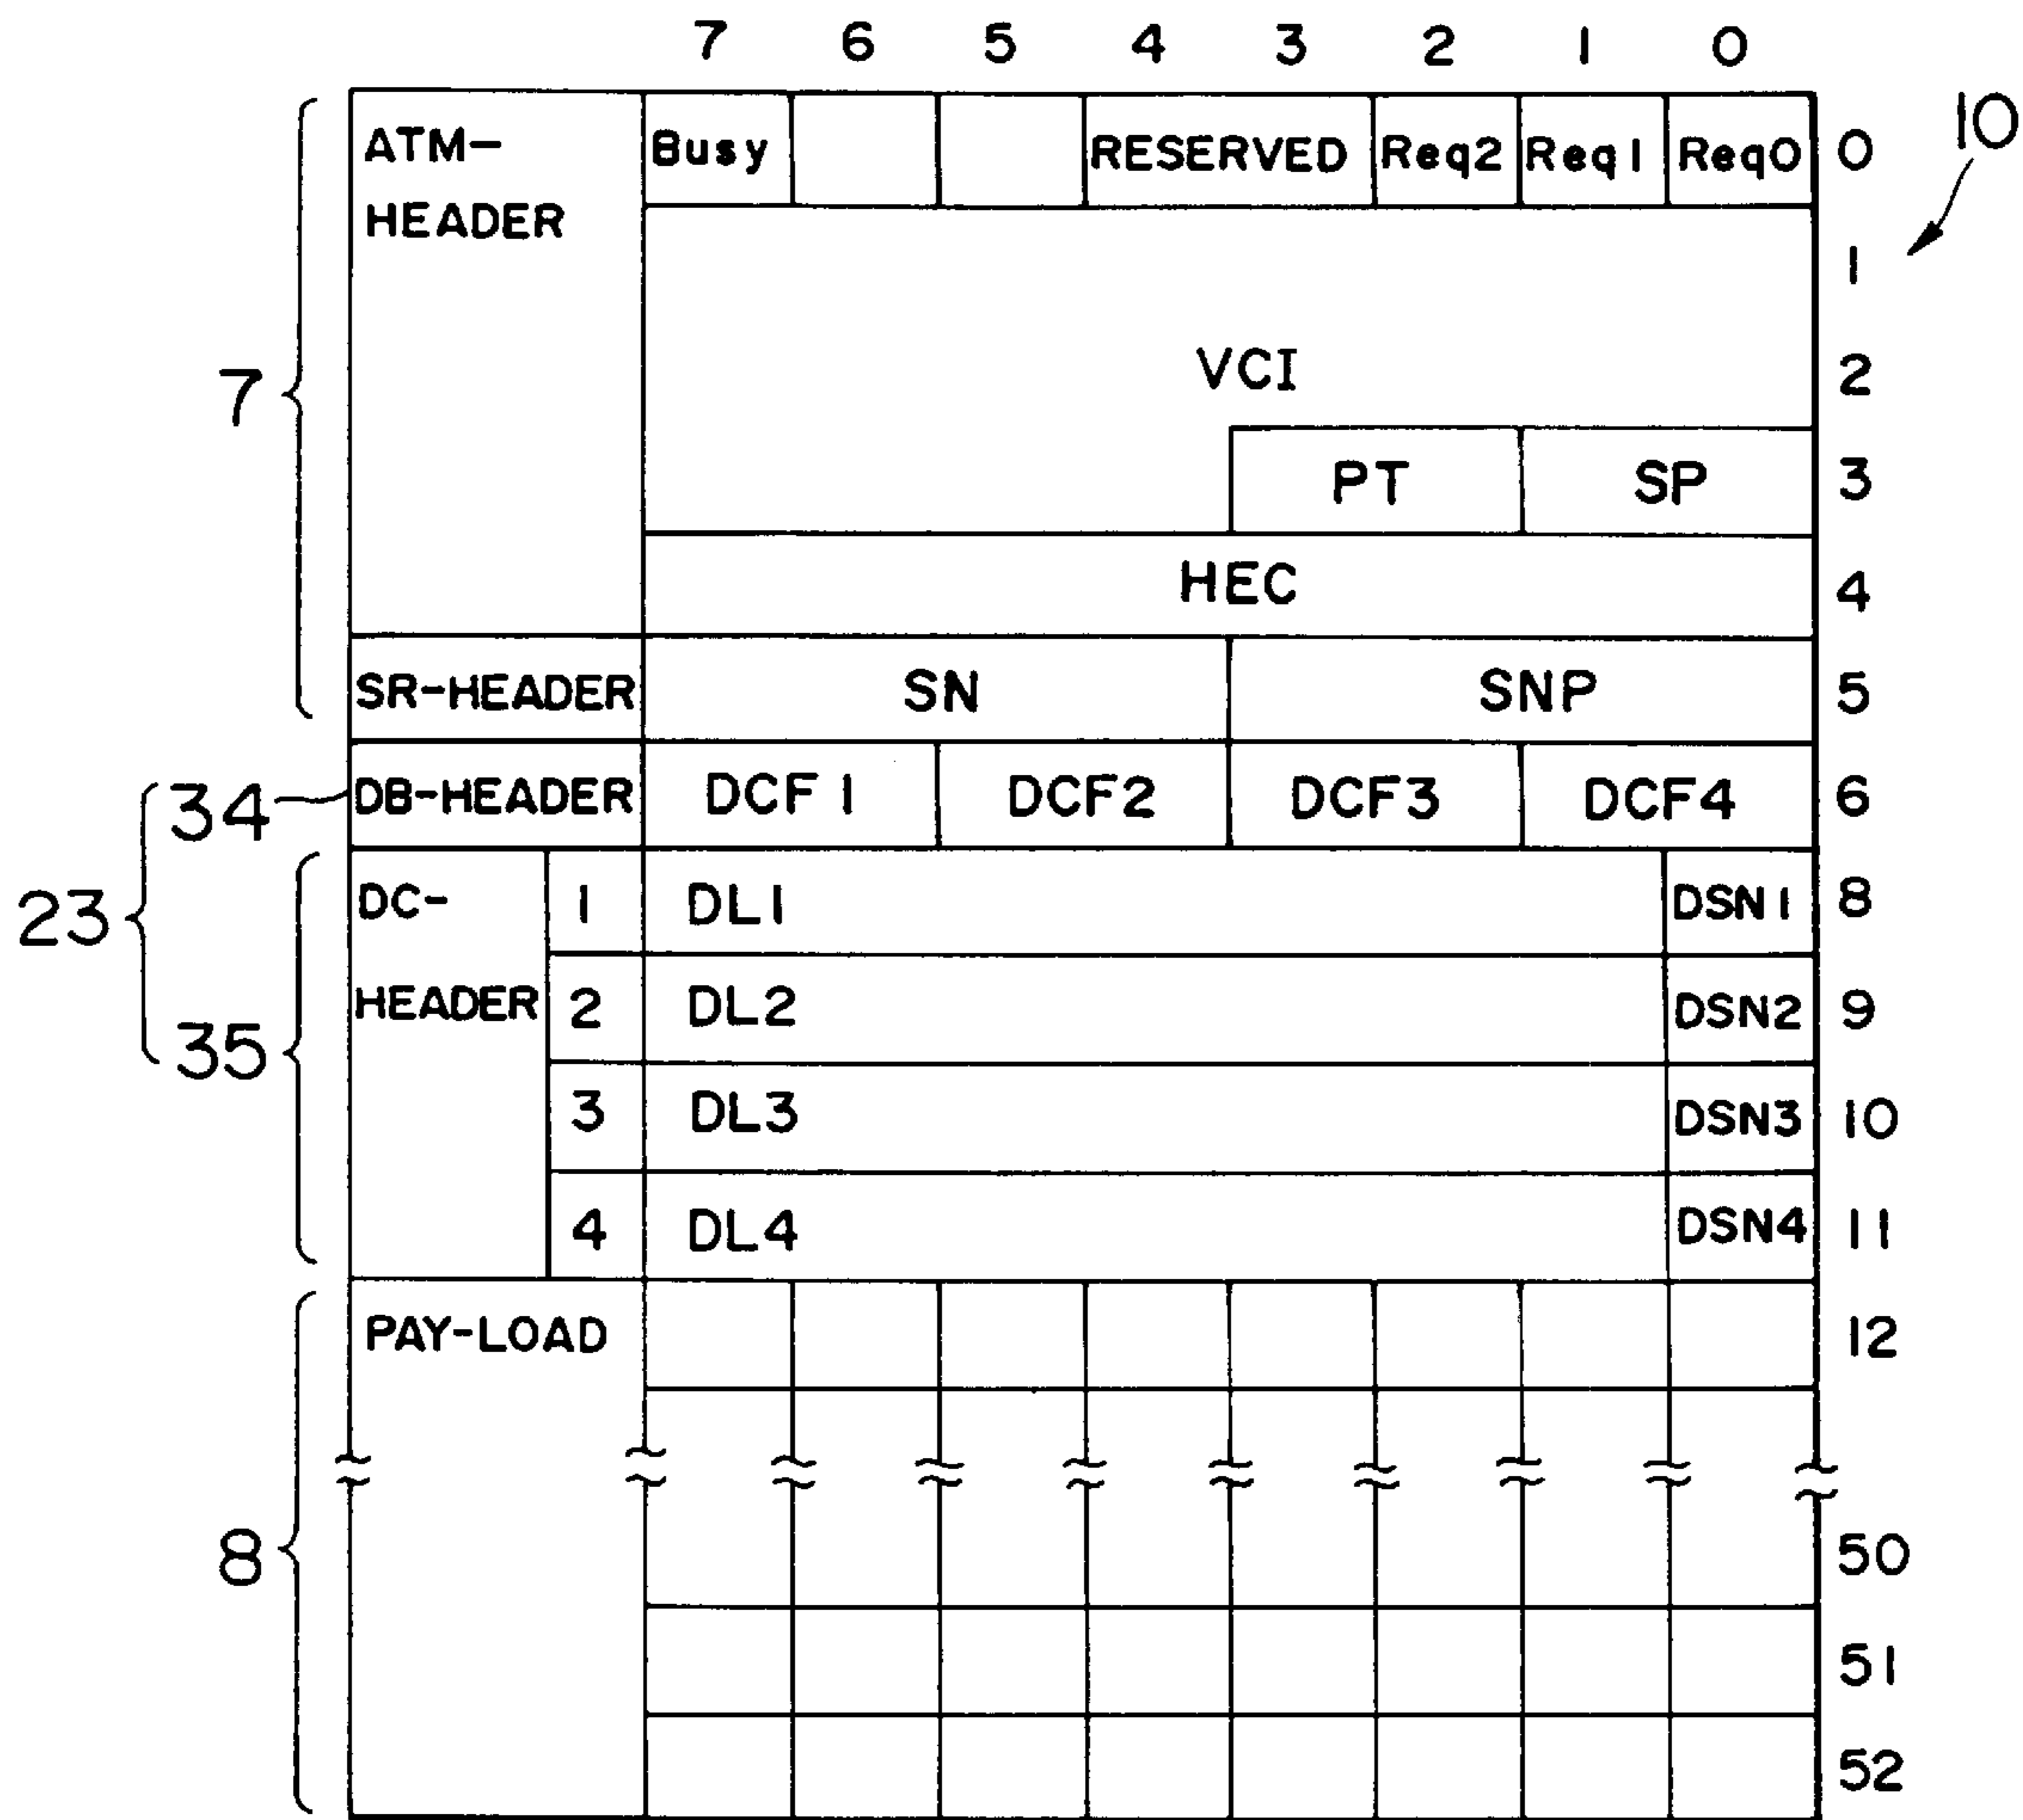 7 6 5 4 3 2 1 0
ATM- Busy RESERVED Req2 Req1 Req0 0 10
HEADER
1
7 VCI 2
PT SP 3
HEC 4
SR-HEADER SN SNP 5
34 DB-HEADER DCF1 DCF2 DCF3 DCF4 6
23 DC- 1 DL1 DSN1 8
HEADER 2 DL2 DSN2 9
35 3 DL3 DSN3 10
4 DL4 DSN4 11
PAY-LOAD 12
8 50
51
52